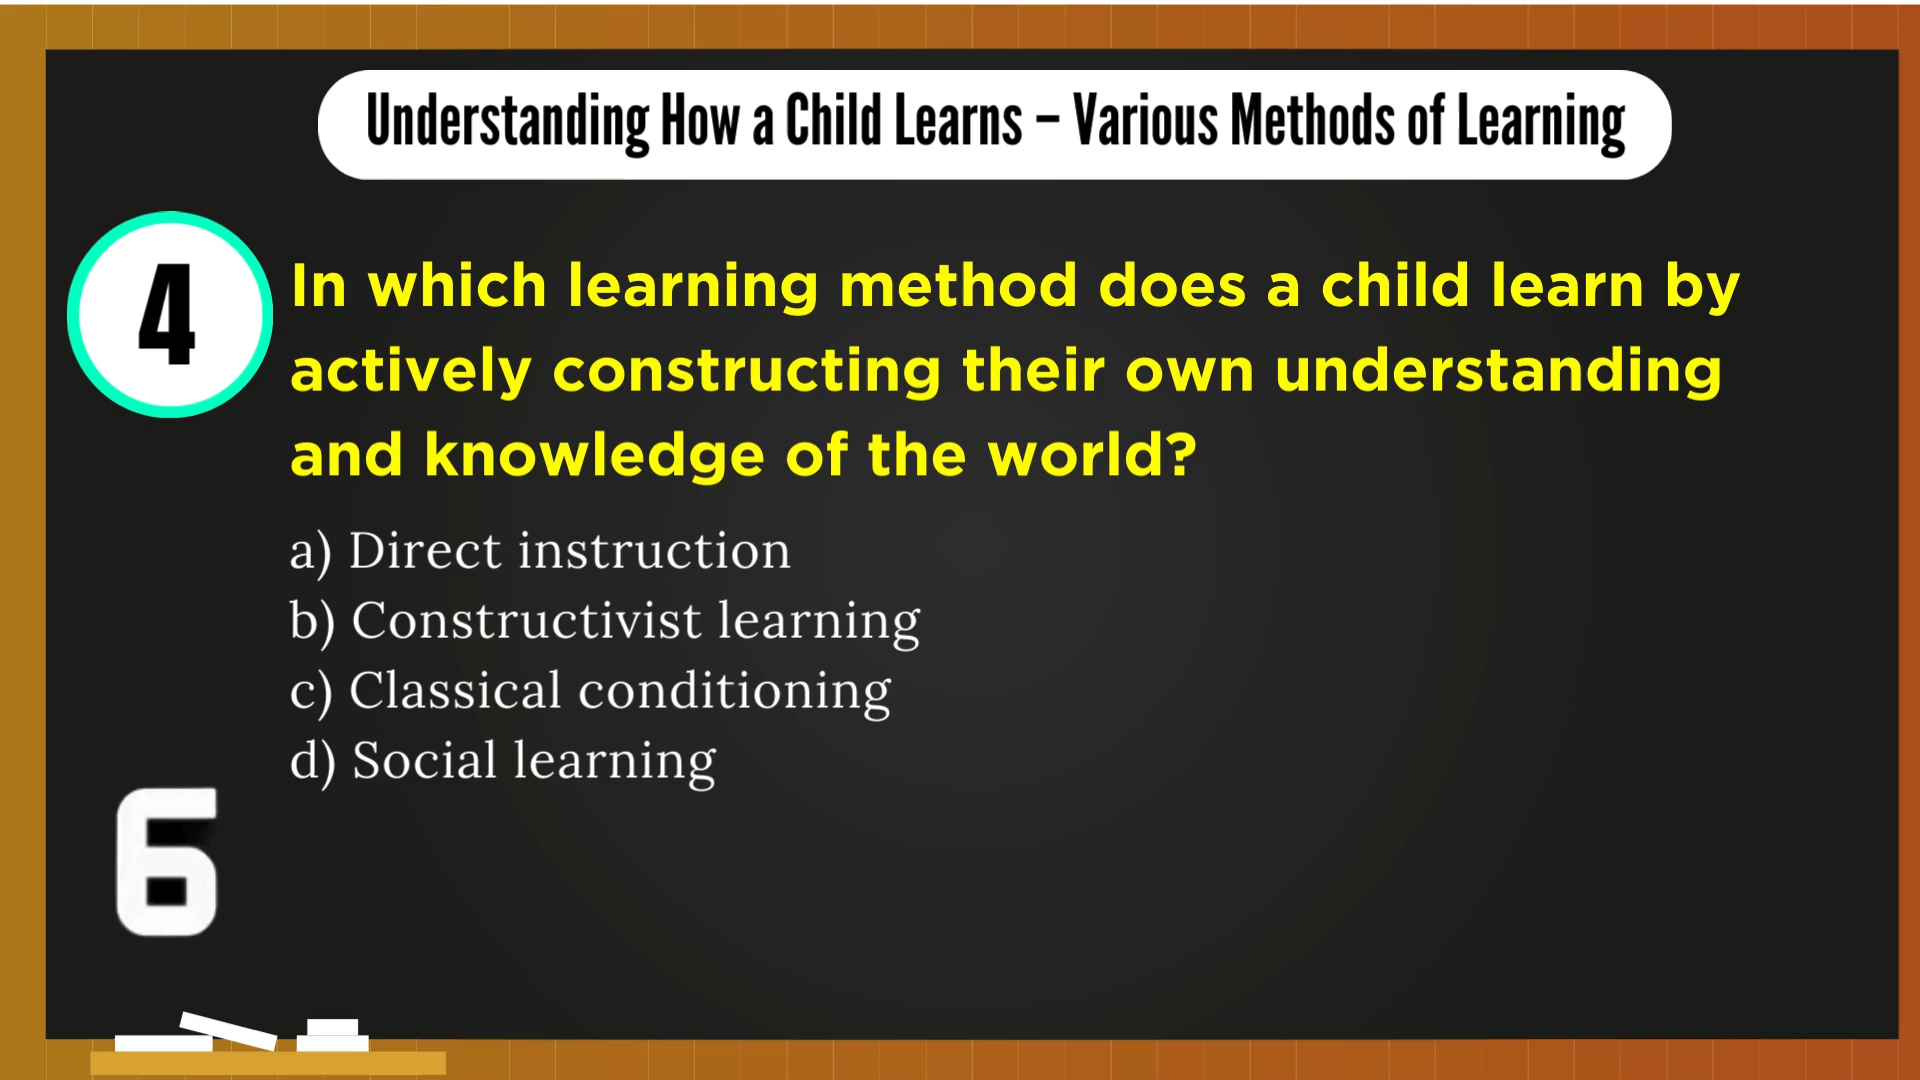 Understanding How a Child Learns – Various Methods of Learning
4
In which learning method does a child learn by
actively constructing their own understanding
and knowledge of the world?
a) Direct instruction
b) Constructivist learning
c) Classical conditioning
d) Social learning
6